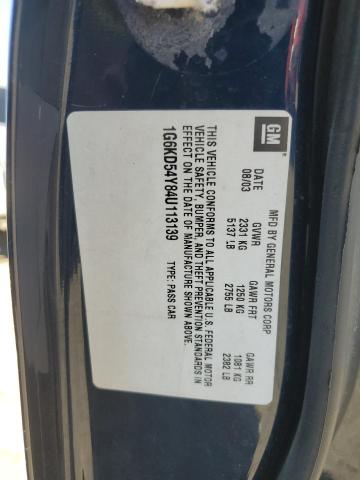 GM
MFD BY GENERAL MOTORS CORP
DATE GVWR GAWR FRT GAWR RR
08/03 2331 KG 1250 KG 1081 KG
5137 LB 2755 LB 2382 LB
THIS VEHICLE CONFORMS TO ALL APPLICABLE U.S. FEDERAL MOTOR
VEHICLE SAFETY, BUMPER, AND THEFT PREVENTION STANDARDS IN
EFFECT ON THE DATE OF MANUFACTURE SHOWN ABOVE.
1G6KD54Y84U113139 TYPE: PASS CAR